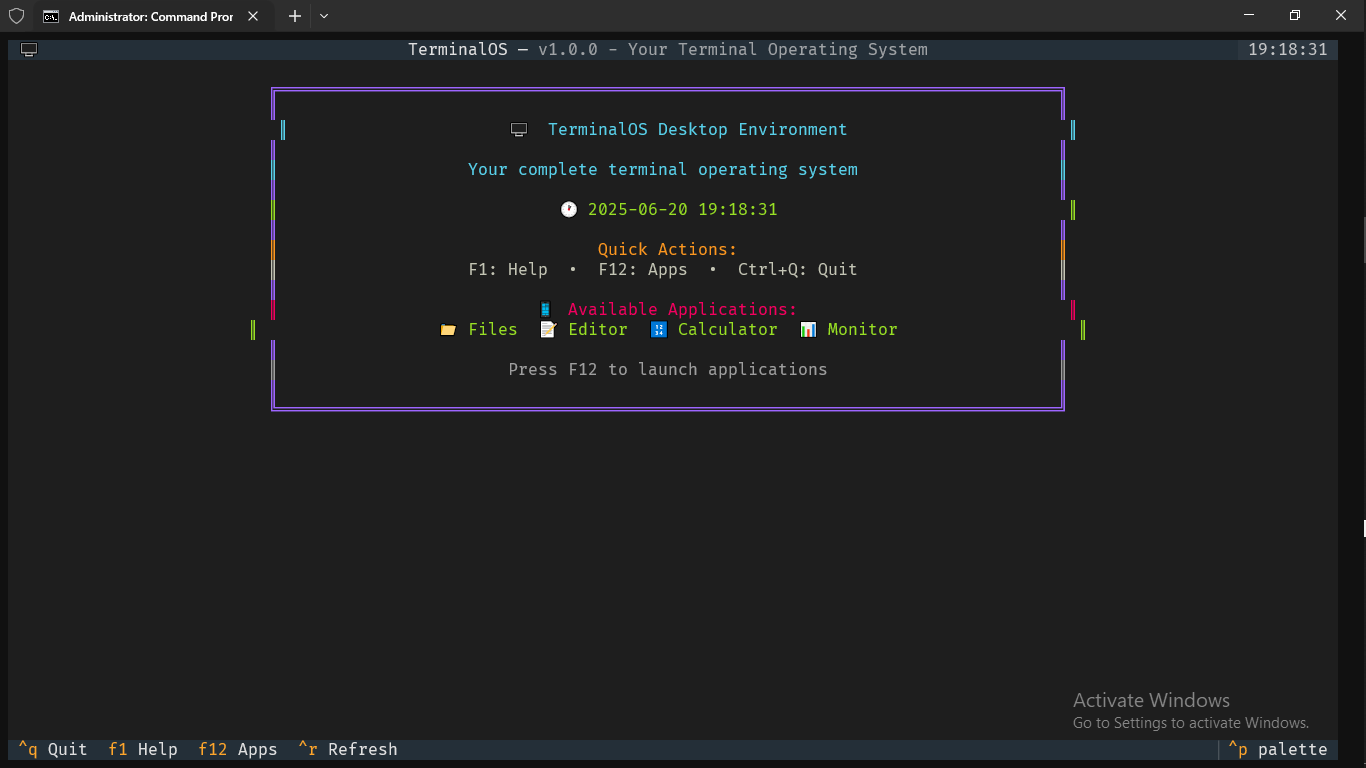 Administrator: Command Pror
TerminalOS — v1.0.0 - Your Terminal Operating System 19:18:31
TerminalOS Desktop Environment
Your complete terminal operating system
2025-06-20 19:18:31
Quick Actions:
F1: Help • F12: Apps • Ctrl+Q: Quit
Available Applications:
Files Editor Calculator Monitor
Press F12 to launch applications
Activate Windows
Go to Settings to activate Windows.
^q Quit f1 Help f12 Apps ^r Refresh ^p palette